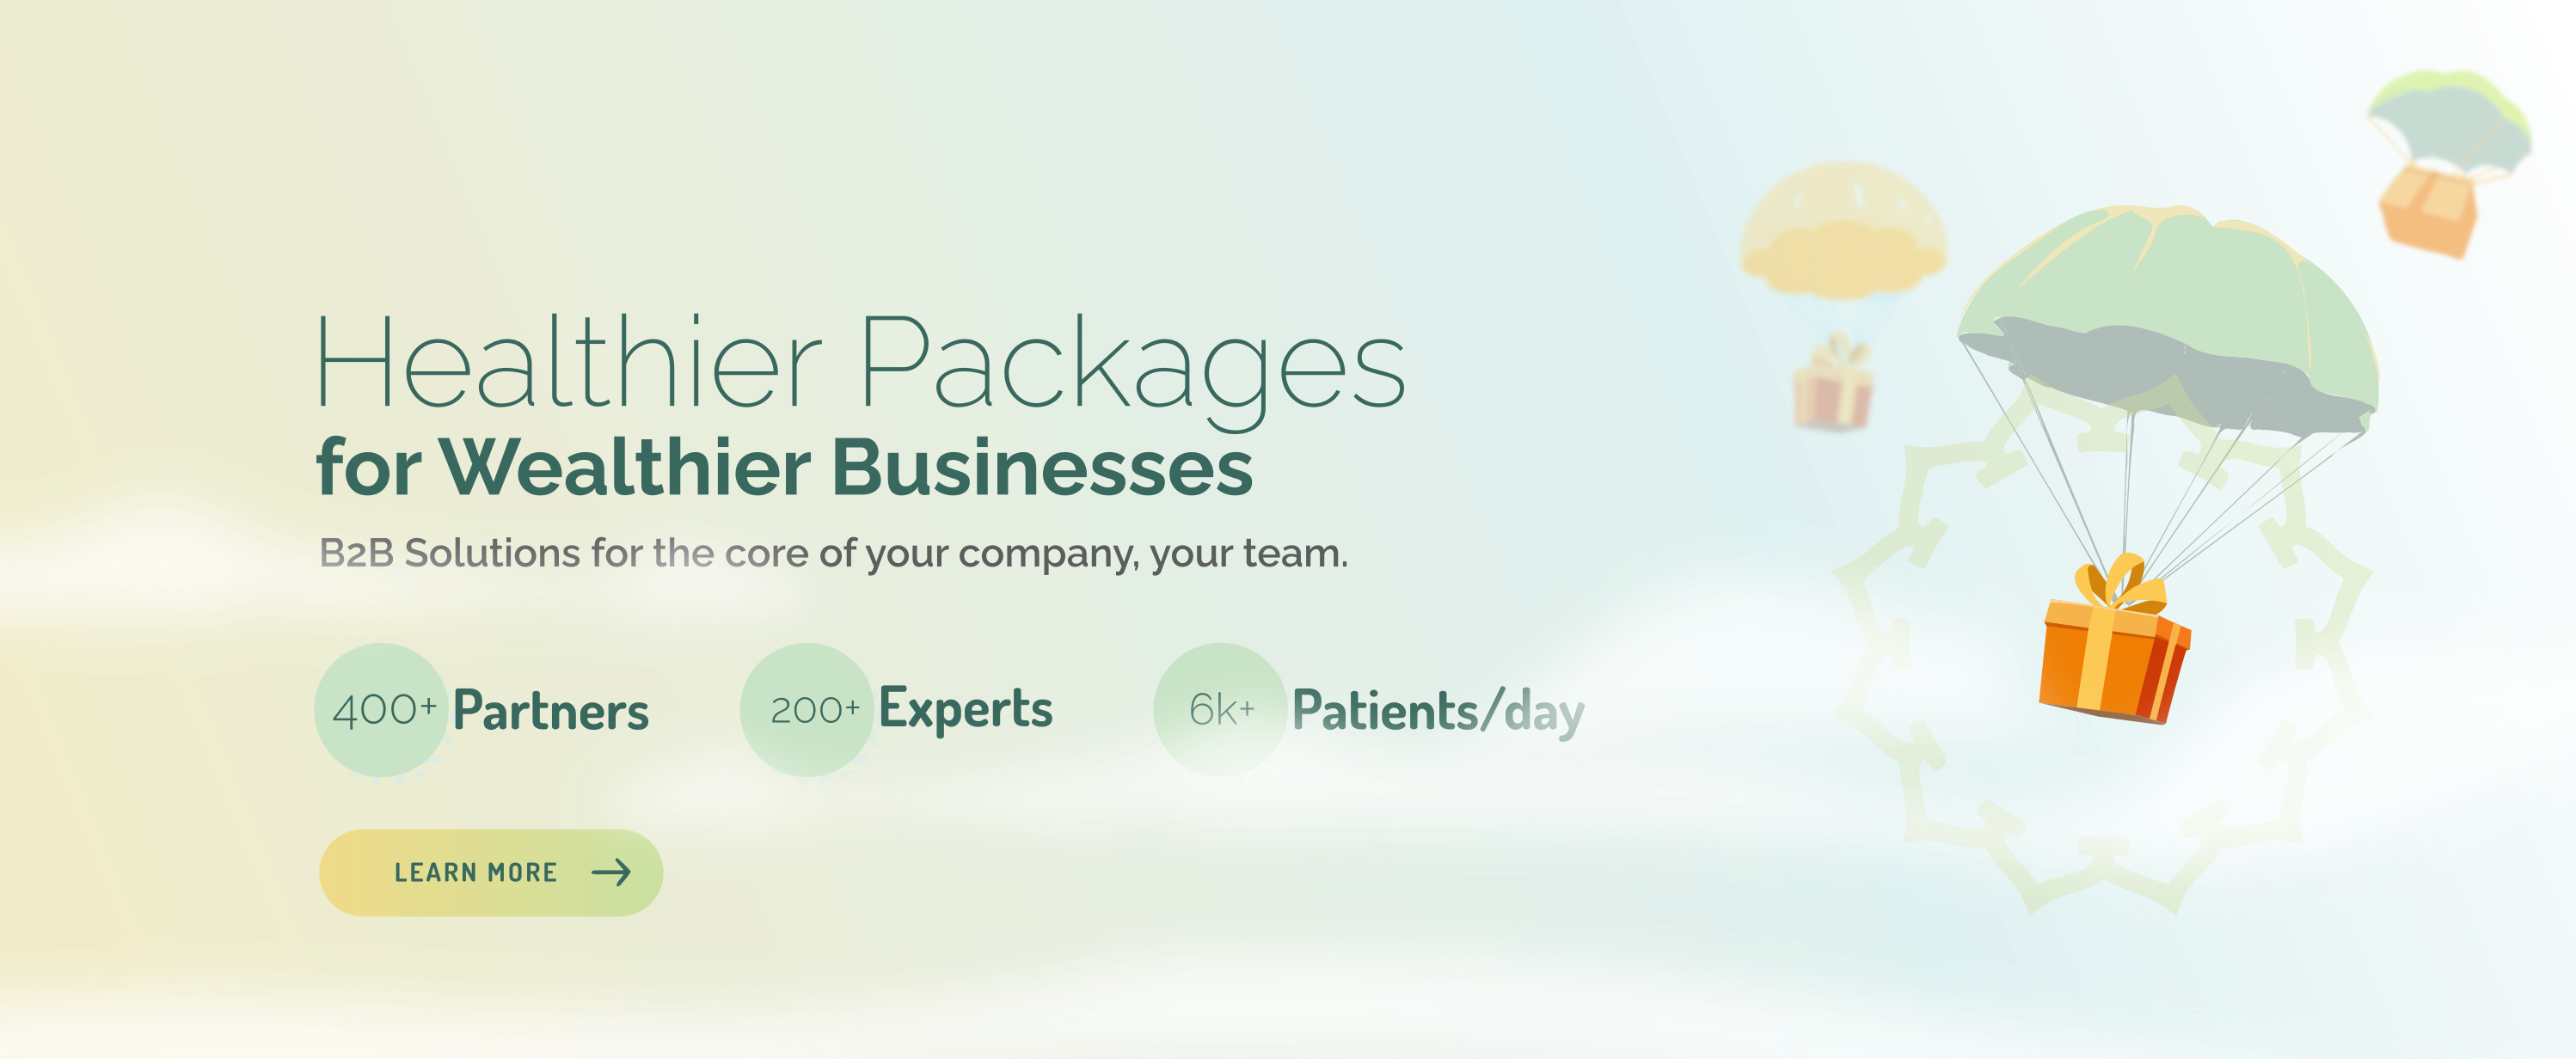 Healthier Packages
for Wealthier Businesses
B2B Solutions for the core of your company, your team.
400+ Partners
200+ Experts
6k+ Patients/day
LEARN MORE